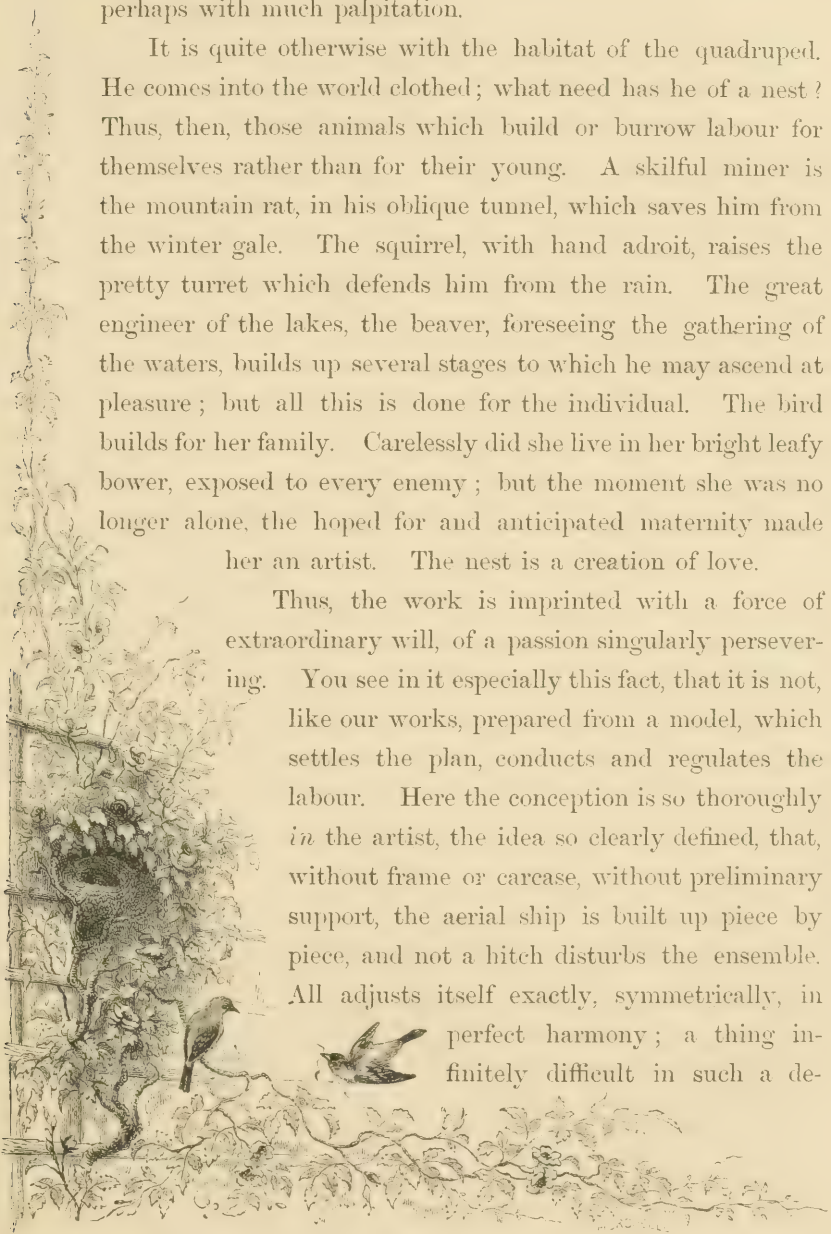 perhaps with much palpitation.
It is quite otherwise with the habitat of the quadruped.
He comes into the world clothed; what need has he of a nest?
Thus, then, those animals which build or burrow labour for
themselves rather than for their young. A skilful miner is
the mountain rat, in his oblique tunnel, which saves him from
the winter gale. The squirrel, with hand adroit, raises the
pretty turret which defends him from the rain. The great
engineer of the lakes, the beaver, foreseeing the gathering of
the waters, builds up several stages to which he may ascend at
pleasure; but all this is done for the individual. The bird
builds for her family. Carelessly did she live in her bright leafy
bower, exposed to every enemy; but the moment she was no
longer alone, the hoped for and anticipated maternity made
her an artist. The nest is a creation of love.
Thus, the work is imprinted with a force of
extraordinary will, of a passion singularly persever-
ing. You see in it especially this fact, that it is not,
like our works, prepared from a model, which
settles the plan, conducts and regulates the
labour. Here the conception is so thoroughly
in the artist, the idea so clearly defined, that,
without frame or carcase, without preliminary
support, the aerial ship is built up piece by
piece, and not a hitch disturbs the ensemble.
All adjusts itself exactly, symmetrically, in
perfect harmony; a thing in-
finitely difficult in such a de-